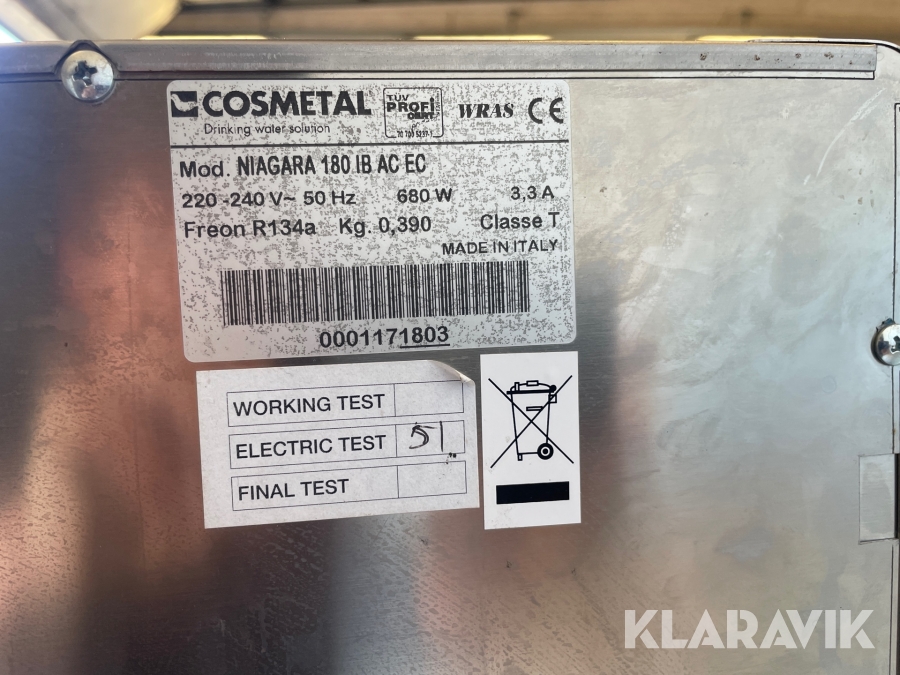 COSMETAL
Drinking water solution
TÜV
PROFi
CERT
WRAS CE
Mod. NIAGARA 180 IB AC EC
220 -240 V~ 50 Hz 680 W 3,3 A
Freon R134a Kg. 0,390 Classe T
MADE IN ITALY
0001171803
WORKING TEST
ELECTRIC TEST 51
FINAL TEST
KLARAVIK